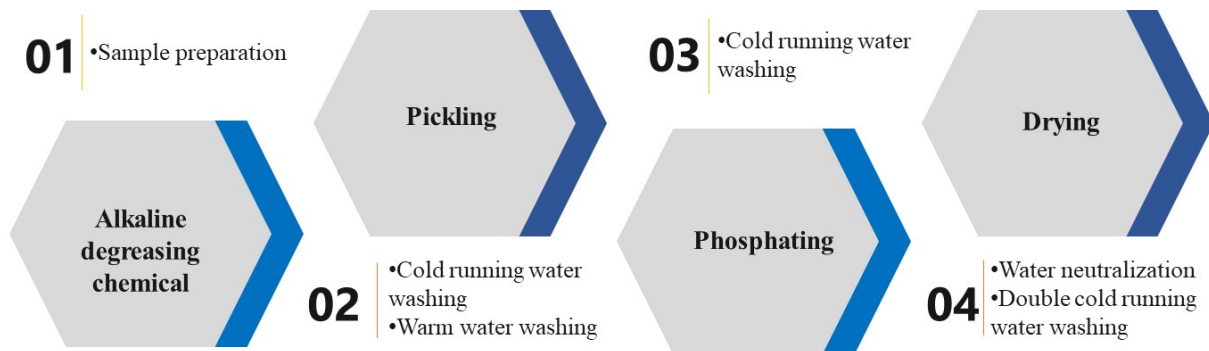 01
•Sample preparation
Alkaline
degreasing
chemical
Pickling
02
•Cold running water
washing
•Warm water washing
03
•Cold running water
washing
Phosphating
Drying
04
•Water neutralization
•Double cold running
water washing